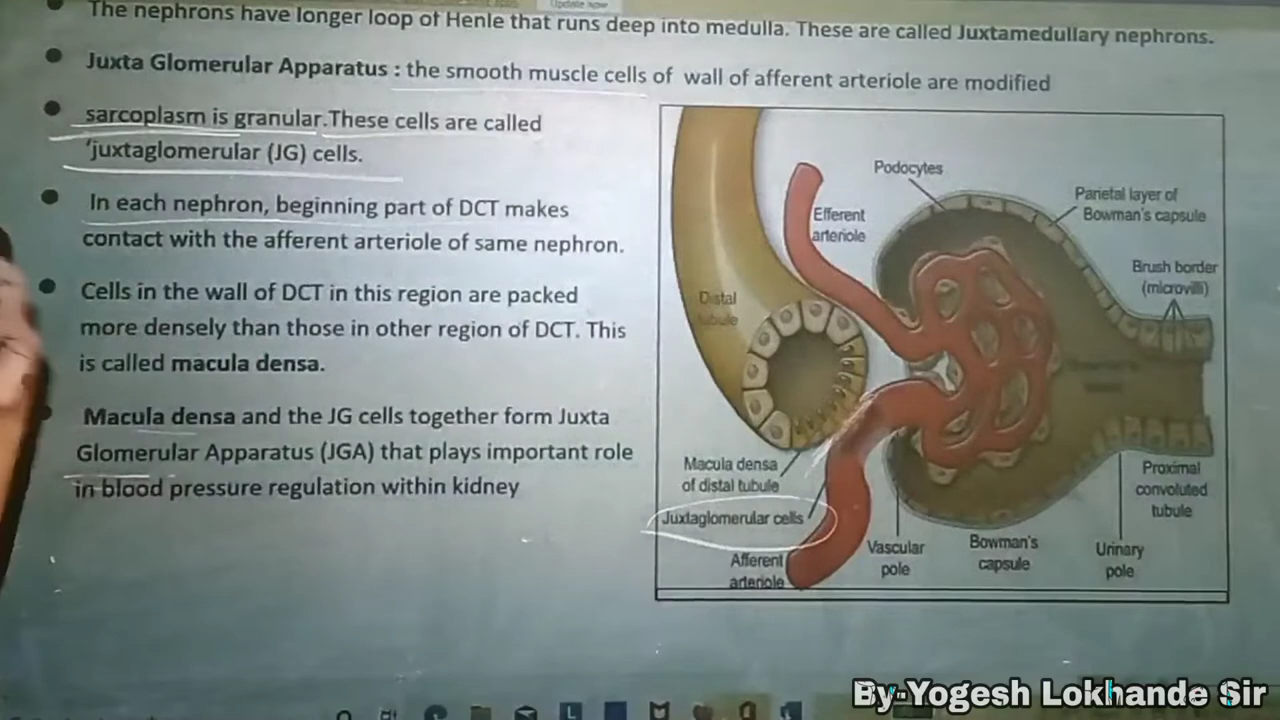 Update now
The nephrons have longer loop of Henle that runs deep into medulla. These are called Juxtamedullary nephrons.
Juxta Glomerular Apparatus : the smooth muscle cells of wall of afferent arteriole are modified
sarcoplasm is granular.These cells are called
'juxtaglomerular (JG) cells.
In each nephron, beginning part of DCT makes
contact with the afferent arteriole of same nephron.
Cells in the wall of DCT in this region are packed
more densely than those in other region of DCT. This
is called macula densa.
Macula densa and the JG cells together form Juxta
Glomerular Apparatus (JGA) that plays important role
in blood pressure regulation within kidney
Podocytes
Parietal layer of
Bowman's capsule
Efferent
arteriole
Brush border
(microvilli)
Distal
tubule
Macula densa
of distal tubule
Juxtaglomerular cells
Afferent
arteriole
Vascular
pole
Bowman's
capsule
Urinary
pole
Proximal
convoluted
tubule
By-Yogesh Lokhande Sir